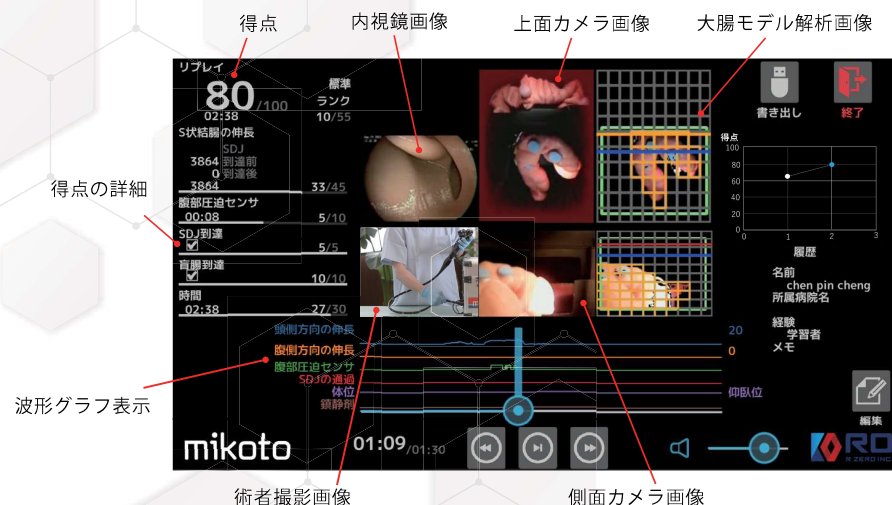 得点
内視鏡画像
上面カメラ画像
大腸モデル解析画像
リプレイ
80/100
02:38
標準
ランク
10/55
S状結腸の伸長
SDJ
3864 到達前
0 到達後
3864
33/45
腹部圧迫センサ
00:08
5/10
SDJ到達
5/5
盲腸到達
10/10
時間
02:38
27/30
得点の詳細
書き出し
終了
得点
100
80
60
40
20
0
0
1
2
3
履歴
名前
chen pin cheng
所属病院名
経験
学習者
メモ
頭側方向の伸長
20
腹側方向の伸長
0
腹部圧迫センサ
SDJの通過
体位
仰臥位
鎮静剤
波形グラフ表示
編集
mikoto
01:09/01:30
RO
R ZERO INC
術者撮影画像
側面カメラ画像